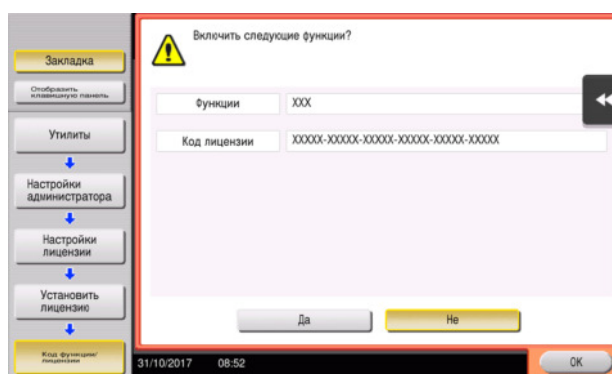 Закладка
Отобразить
клавишную панель
Утилиты
Настройки
администратора
Настройки
лицензии
Установить
лицензию
Код функции/
лицензии
Включить следующие функции?
Функции XXX
Код лицензии XXXXX-XXXXX-XXXXX-XXXXX-XXXXX-XXXXX
Да Не
31/10/2017 08:52 OK